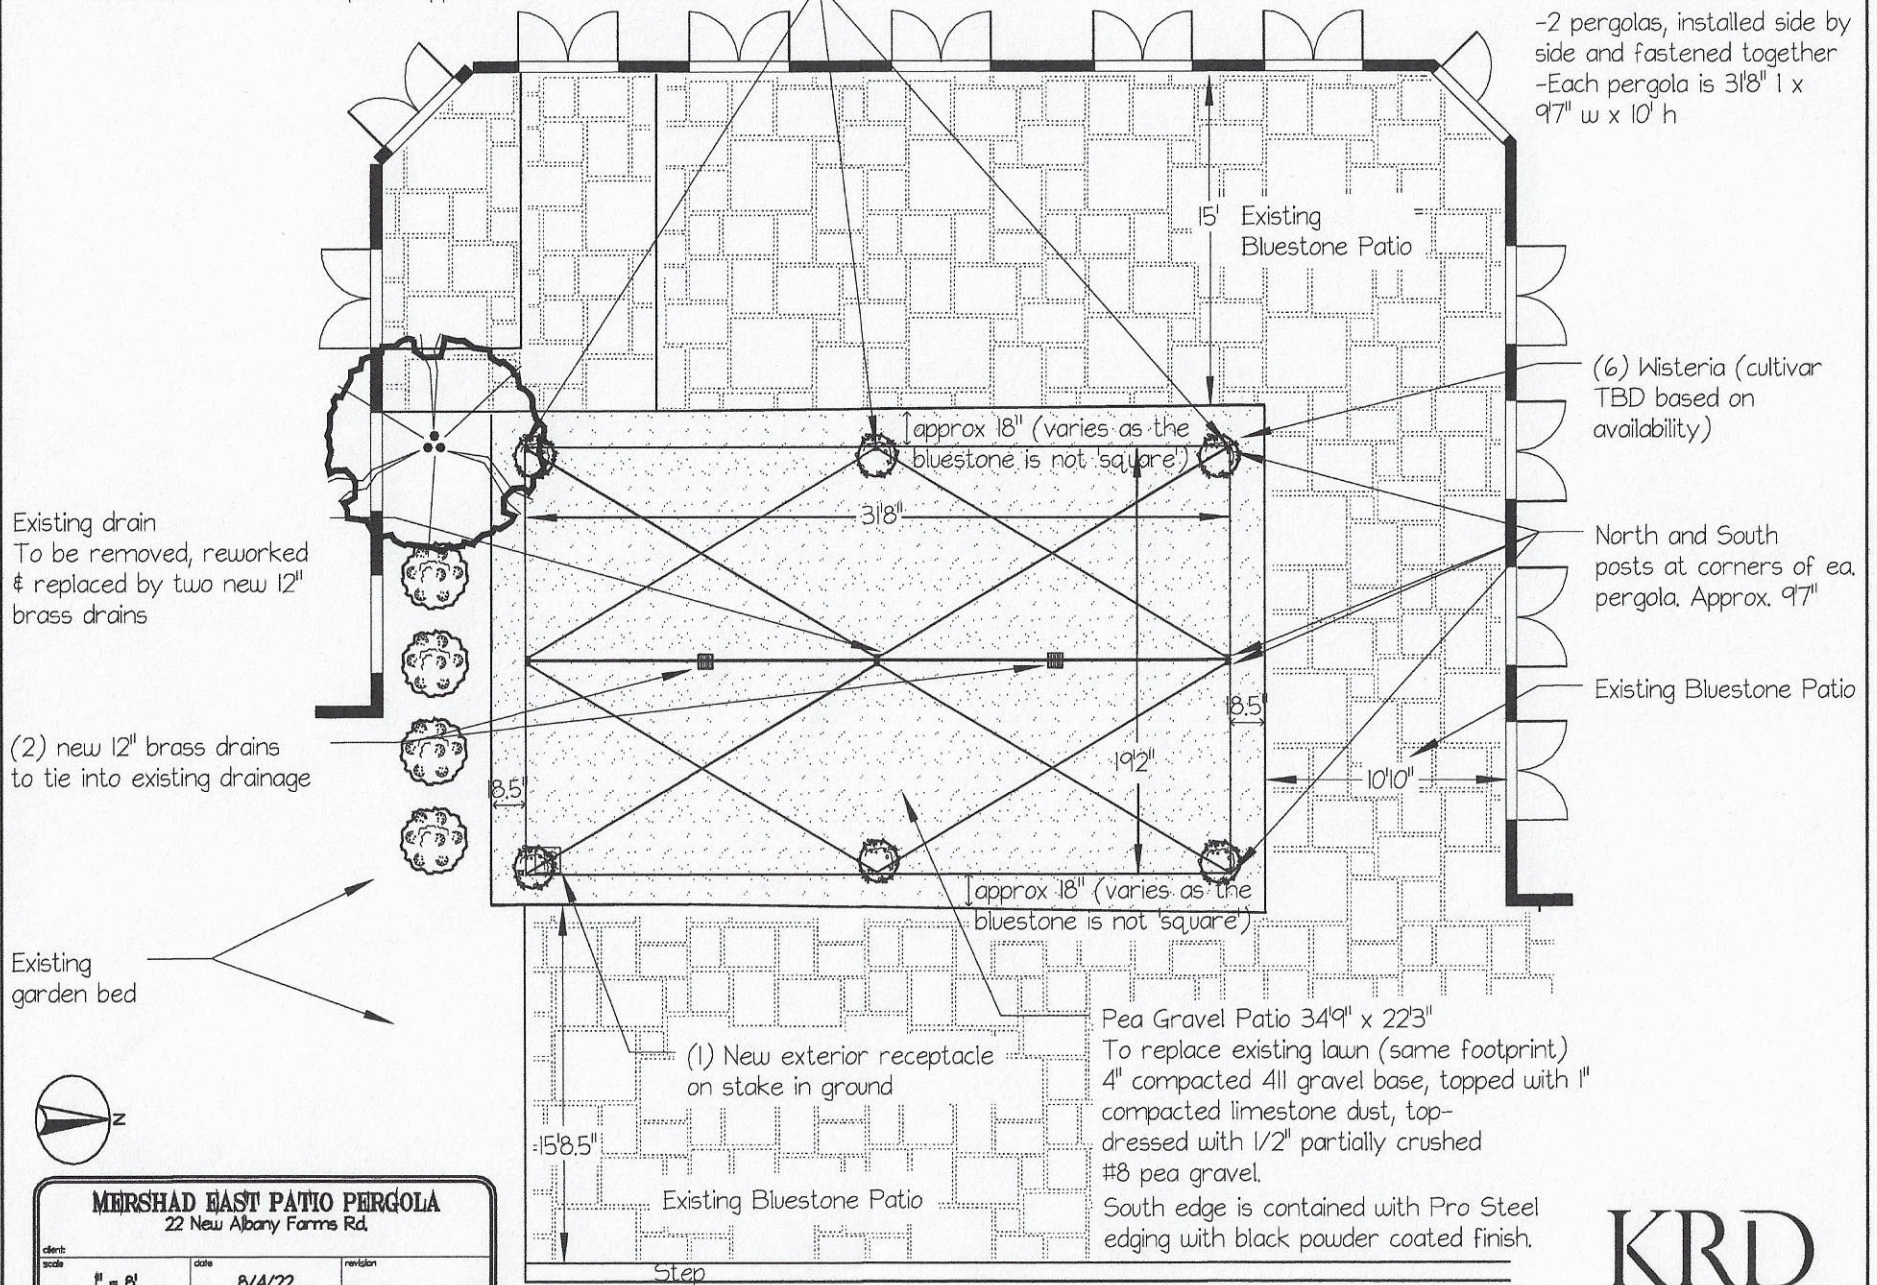 -2 pergolas, installed side by
side and fastened together
-Each pergola is 31'8" l x
9'7" w x 10' h
15'
Existing
Bluestone Patio
(6) Wisteria (cultivar
TBD based on
availability)
approx 18" (varies as the
bluestone is not 'square')
31'8"
Existing drain
To be removed, reworked
& replaced by two new 12"
brass drains
North and South
posts at corners of ea.
pergola. Approx. 9'7"
Existing Bluestone Patio
18.5"
(2) new 12" brass drains
to tie into existing drainage
19'2"
10'10"
18.5"
approx 18" (varies as the
bluestone is not 'square')
Existing
garden bed
Pea Gravel Patio 34'9" x 22'3"
To replace existing lawn (same footprint)
4" compacted 411 gravel base, topped with 1"
compacted limestone dust, top-
dressed with 1/2" partially crushed
#8 pea gravel.
South edge is contained with Pro Steel
edging with black powder coated finish.
(1) New exterior receptacle
on stake in ground
N
15'8.5"
Existing Bluestone Patio
MERSHAD EAST PATIO PERGOLA
22 New Albany Farms Rd.
client:
scale
date
revision
1" = 8'
8/4/22
Step
KRD